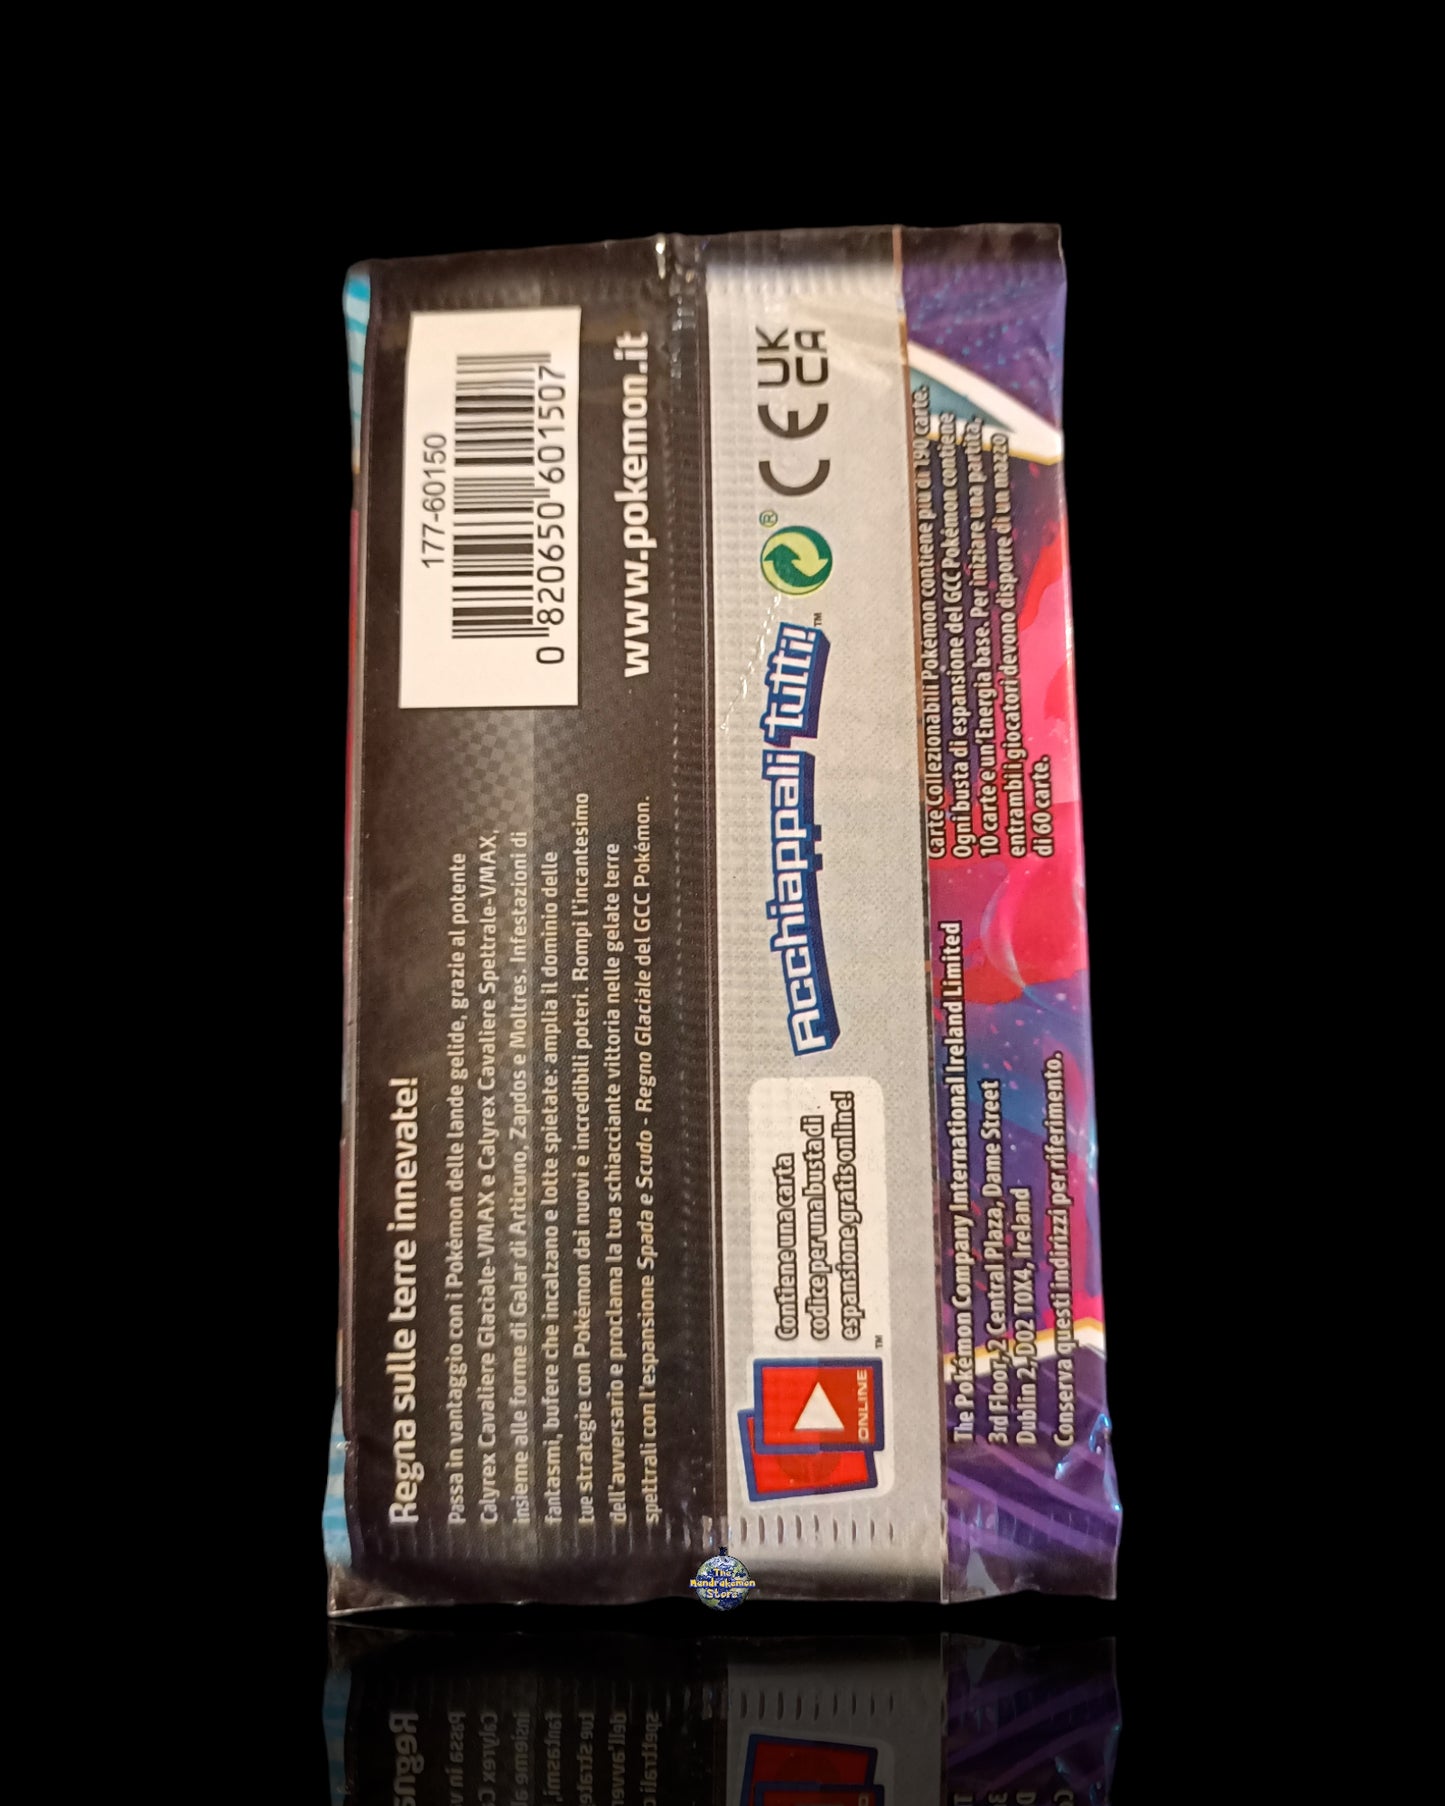 Regna sulle terre innevate!
Passa in vantaggio con i Pokémon delle lande gelide, grazie al potente
Calyrex Cavaliere Glaciale-VMAX e Calyrex Cavaliere Spettrale-VMAX,
insieme alle forme di Galar di Articuno, Zapdos e Moltres. Infestazioni di
fantasmi, bufere che incalzano e lotte spietate: amplia il dominio delle
tue strategie con Pokémon dai nuovi e incredibili poteri. Rompi l'incantesimo
dell'avversario e proclama la tua schiacciante vittoria nelle gelate terre
spettrali con l'espansione Spada e Scudo - Regno Glaciale del GCC Pokémon.
177-60150
0 820650 601507
www.pokemon.it
ONLINE
TM
Contiene una carta
codice per una busta di
espansione gratis online!
Acchiappali Tutti!
TM
®
CE
UK
CA
Carte Collezionabili Pokémon contiene più di 190 carte.
Ogni busta di espansione del GCC Pokémon contiene
10 carte e un'Energia base. Per iniziare una partita,
entrambi i giocatori devono disporre di un mazzo
di 60 carte.
The Pokémon Company International Ireland Limited
3rd Floor, 2 Central Plaza, Dame Street
Dublin 2, D02 T0X4, Ireland
Conserva questi indirizzi per riferimento.
The
Mandrakemon
Store